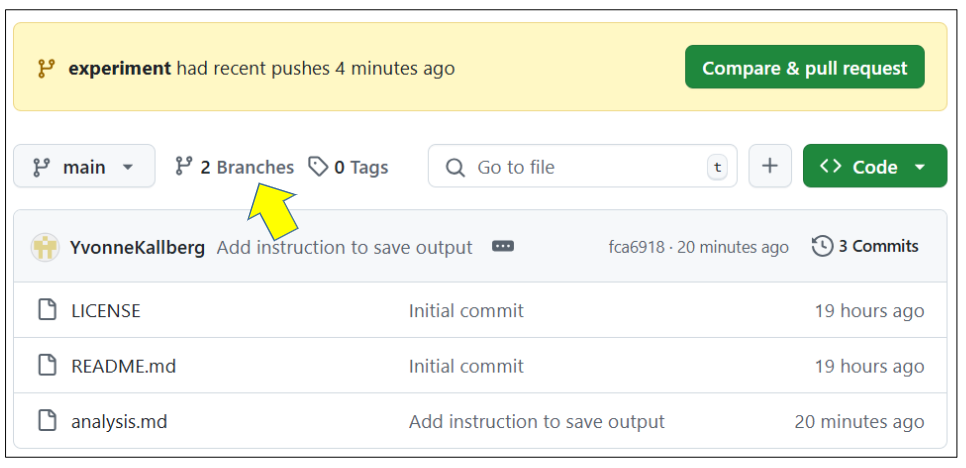 experiment had recent pushes 4 minutes ago
Compare & pull request
main 2 Branches 0 Tags Go to file t + <> Code
YvonneKallberg Add instruction to save output ... fca6918 · 20 minutes ago 3 Commits
LICENSE Initial commit 19 hours ago
README.md Initial commit 19 hours ago
analysis.md Add instruction to save output 20 minutes ago